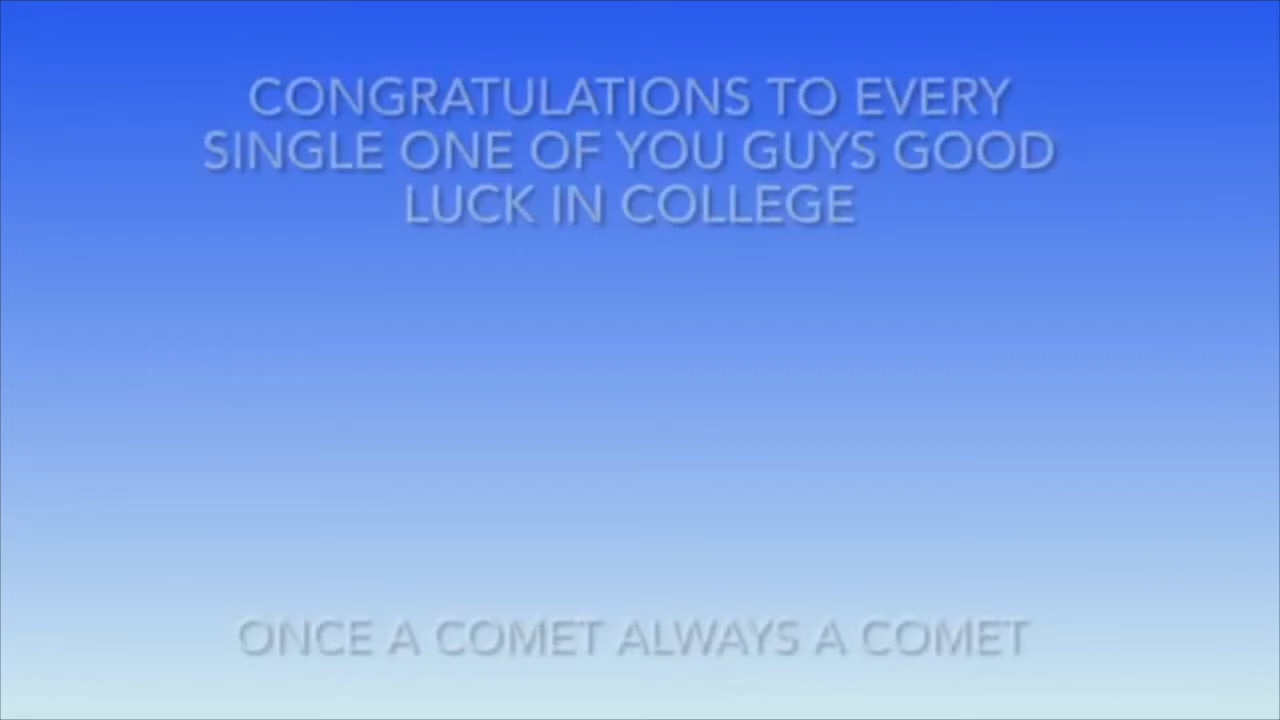 CONGRATULATIONS TO EVERY
SINGLE ONE OF YOU GUYS GOOD
LUCK IN COLLEGE
ONCE A COMET ALWAYS A COMET